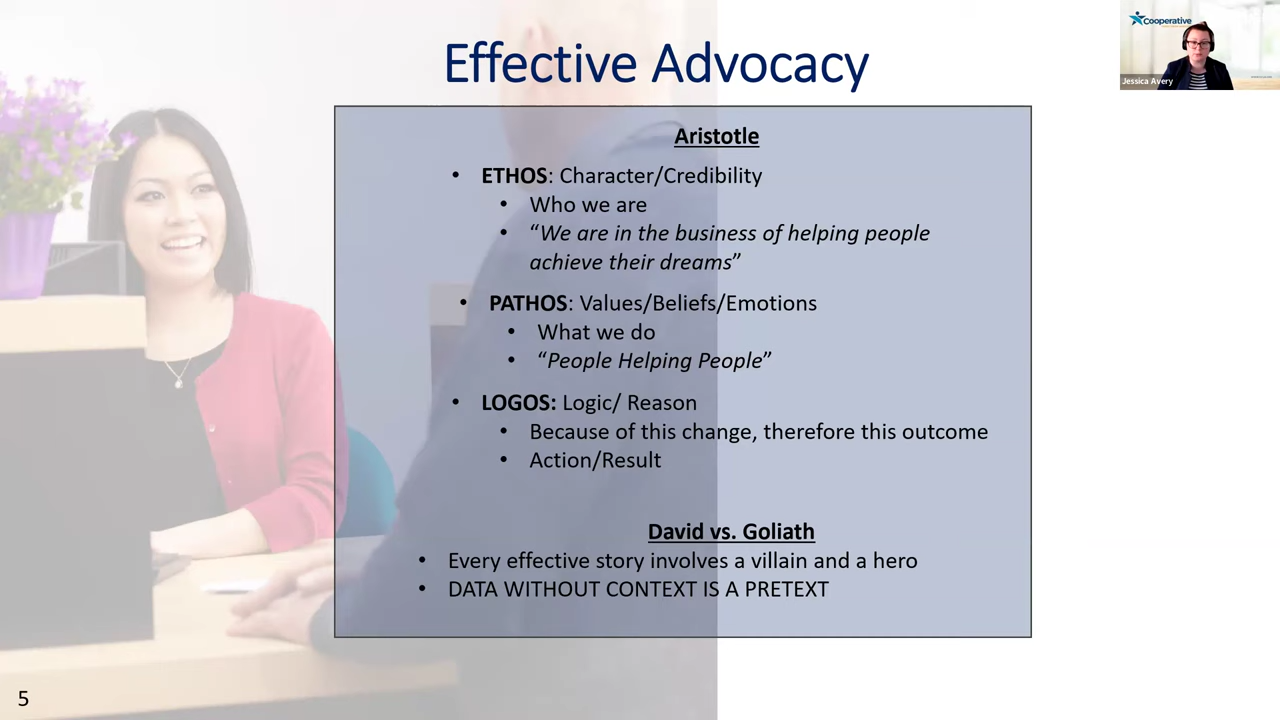 Effective Advocacy
Cooperative
Jessica Avery
Aristotle
• ETHOS: Character/Credibility
• Who we are
• “We are in the business of helping people
achieve their dreams”
• PATHOS: Values/Beliefs/Emotions
• What we do
• “People Helping People”
• LOGOS: Logic/ Reason
• Because of this change, therefore this outcome
• Action/Result
David vs. Goliath
• Every effective story involves a villain and a hero
• DATA WITHOUT CONTEXT IS A PRETEXT
5